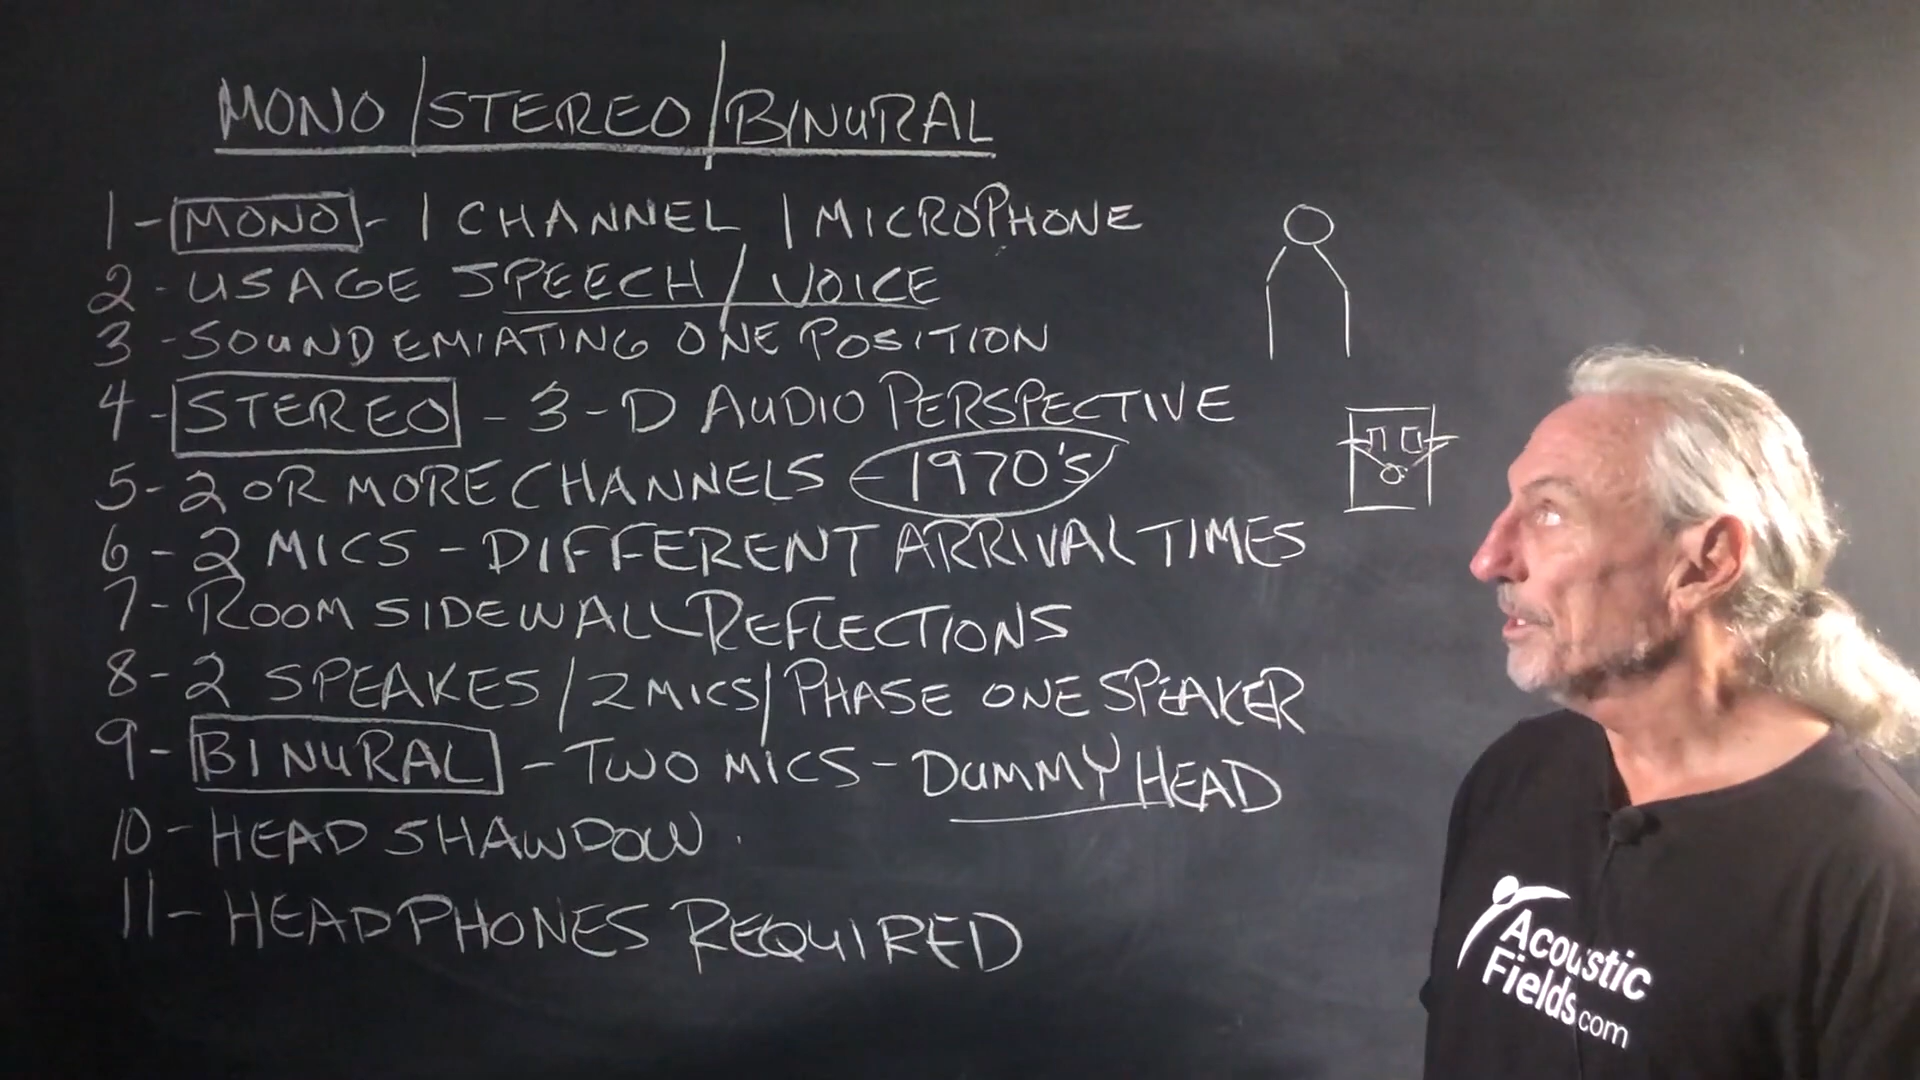 MONO/STEREO/BINURAL
1-MONO-1 CHANNEL 1 MICROPHONE
2-USAGE SPEECH/VOICE
3-SOUND EMIATING ONE POSITION
4-STEREO-3-D AUDIO PERSPECTIVE
5-2 OR MORE CHANNELS -1970's
6-2 MICS-DIFFERENT ARRIVAL TIMES
7-ROOM SIDEWALL REFLECTIONS
8-2 SPEAKES/2 MICS/PHASE ONE SPEAKER
9-BINURAL-TWO MICS-DUMMY HEAD
10-HEAD SHAWDOW
11-HEADPHONES REQUIRED
Acoustic
Fields.com